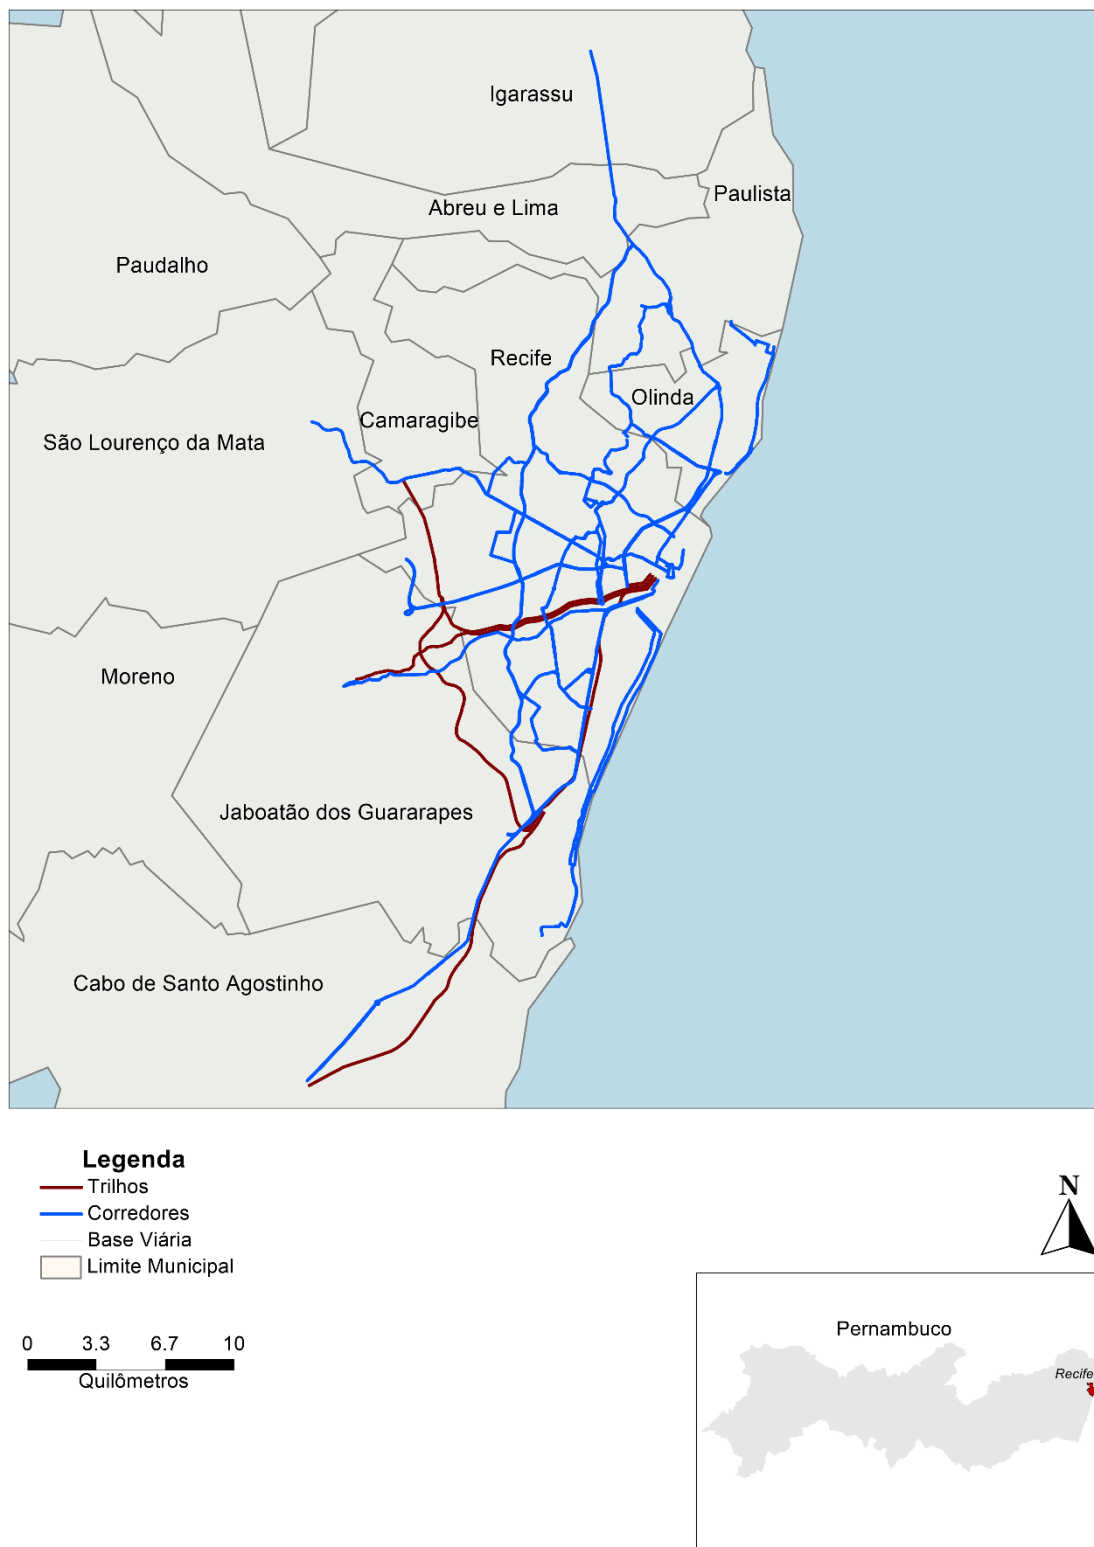 Igarassu
Paulista
Abreu e Lima
Paudalho
Recife
Olinda
Camaragibe
São Lourenço da Mata
Moreno
Jaboatão dos Guararapes
Cabo de Santo Agostinho
Legenda
Trilhos
Corredores
Base Viária
Limite Municipal
N
0 3.3 6.7 10
Quilômetros
Pernambuco
Recife